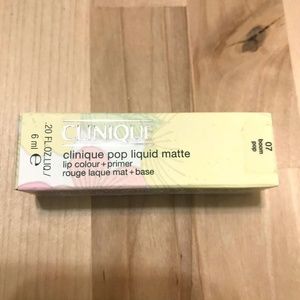 .20 FL.OZ.LIQ./
6 ml e
CLINIQUE
clinique pop liquid matte
lip colour + primer
rouge laque mat + base
07
boom
pop